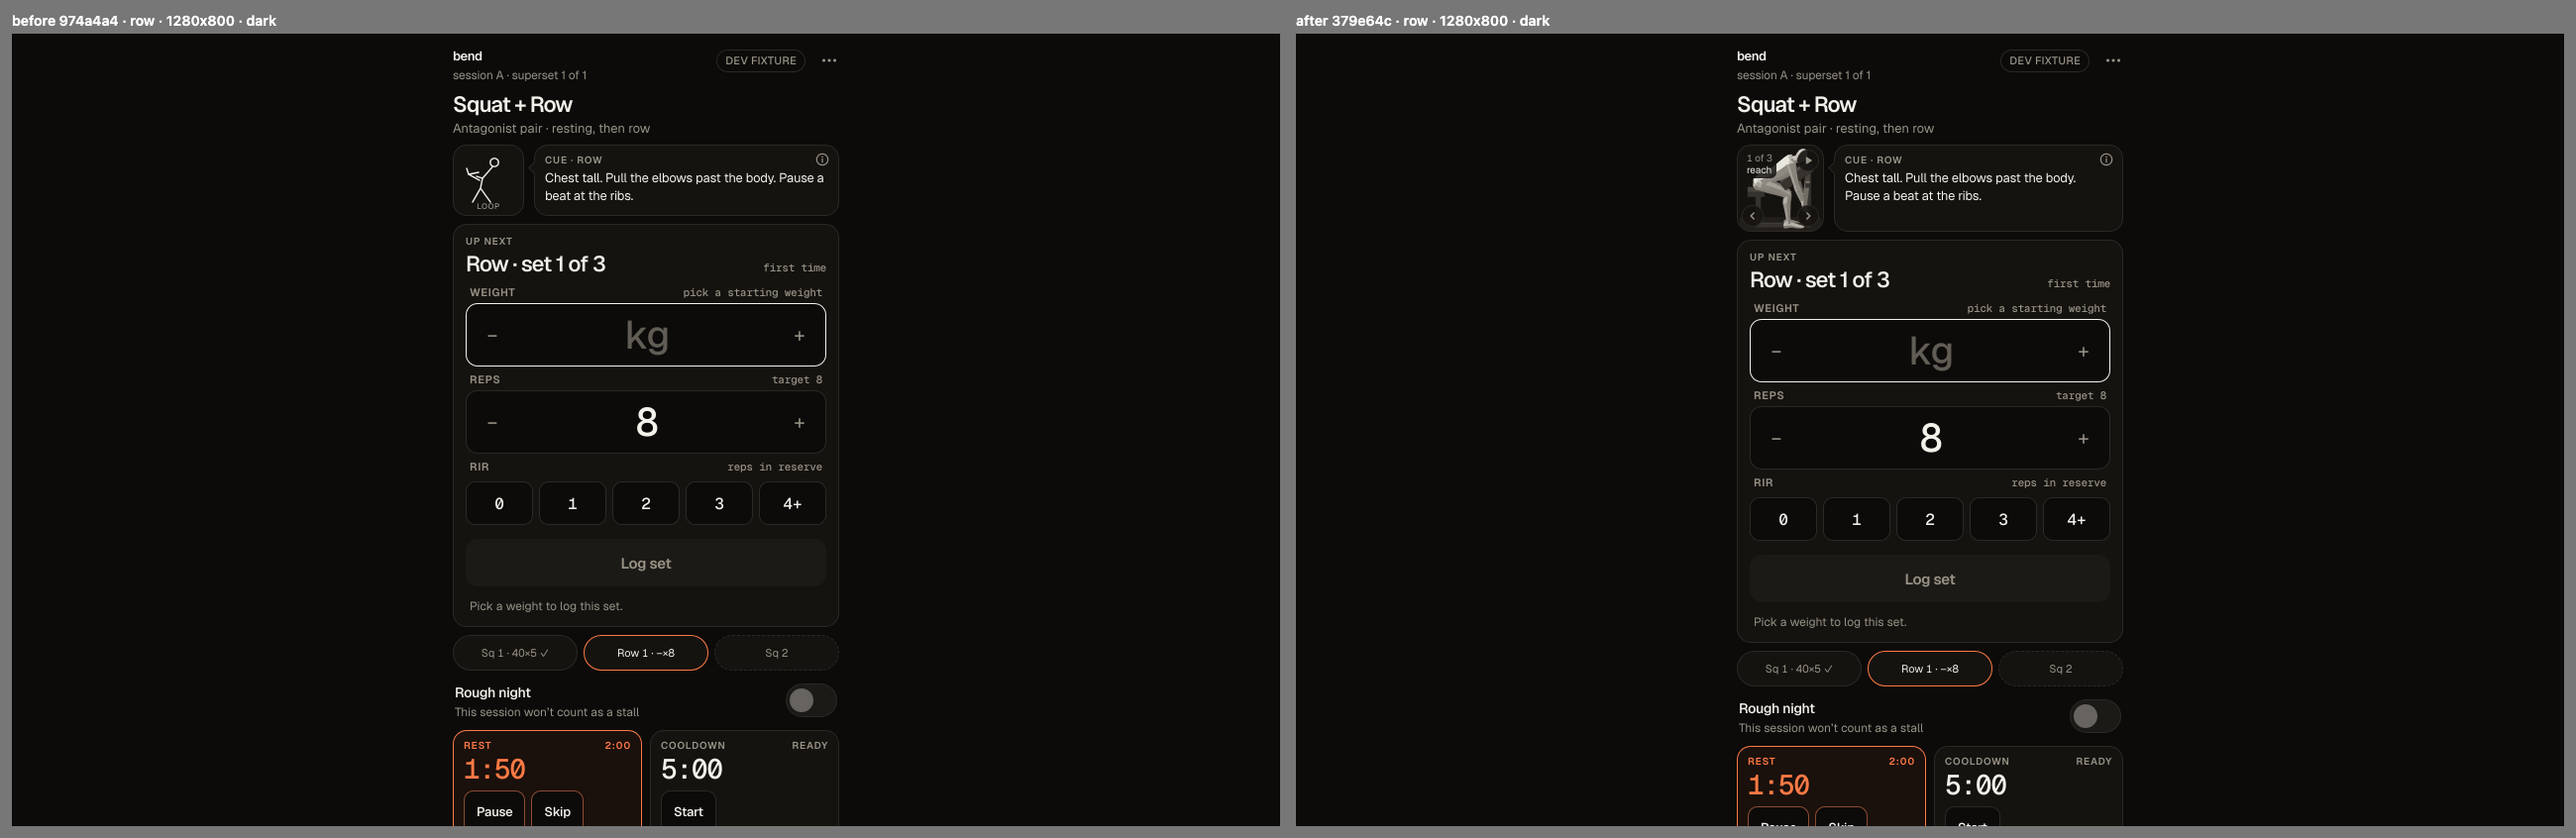 before 974a4a4 · row · 1280x800 · dark
bend
DEV FIXTURE
session A · superset 1 of 1
Squat + Row
Antagonist pair · resting, then row
LOOP
CUE · ROW
Chest tall. Pull the elbows past the body. Pause a
beat at the ribs.
UP NEXT
Row · set 1 of 3
first time
WEIGHT
pick a starting weight
− kg +
REPS
target 8
− 8 +
RIR
reps in reserve
0 1 2 3 4+
Log set
Pick a weight to log this set.
Sq 1 · 40×5 ✓
Row 1 · –×8
Sq 2
Rough night
This session won't count as a stall
REST 2:00
1:50
Pause Skip
COOLDOWN READY
5:00
Start
after 379e64c · row · 1280x800 · dark
bend
DEV FIXTURE
session A · superset 1 of 1
Squat + Row
Antagonist pair · resting, then row
1 of 3
reach
CUE · ROW
Chest tall. Pull the elbows past the body.
Pause a beat at the ribs.
UP NEXT
Row · set 1 of 3
first time
WEIGHT
pick a starting weight
− kg +
REPS
target 8
− 8 +
RIR
reps in reserve
0 1 2 3 4+
Log set
Pick a weight to log this set.
Sq 1 · 40×5 ✓
Row 1 · –×8
Sq 2
Rough night
This session won't count as a stall
REST 2:00
1:50
Pause Skip
COOLDOWN READY
5:00
Start